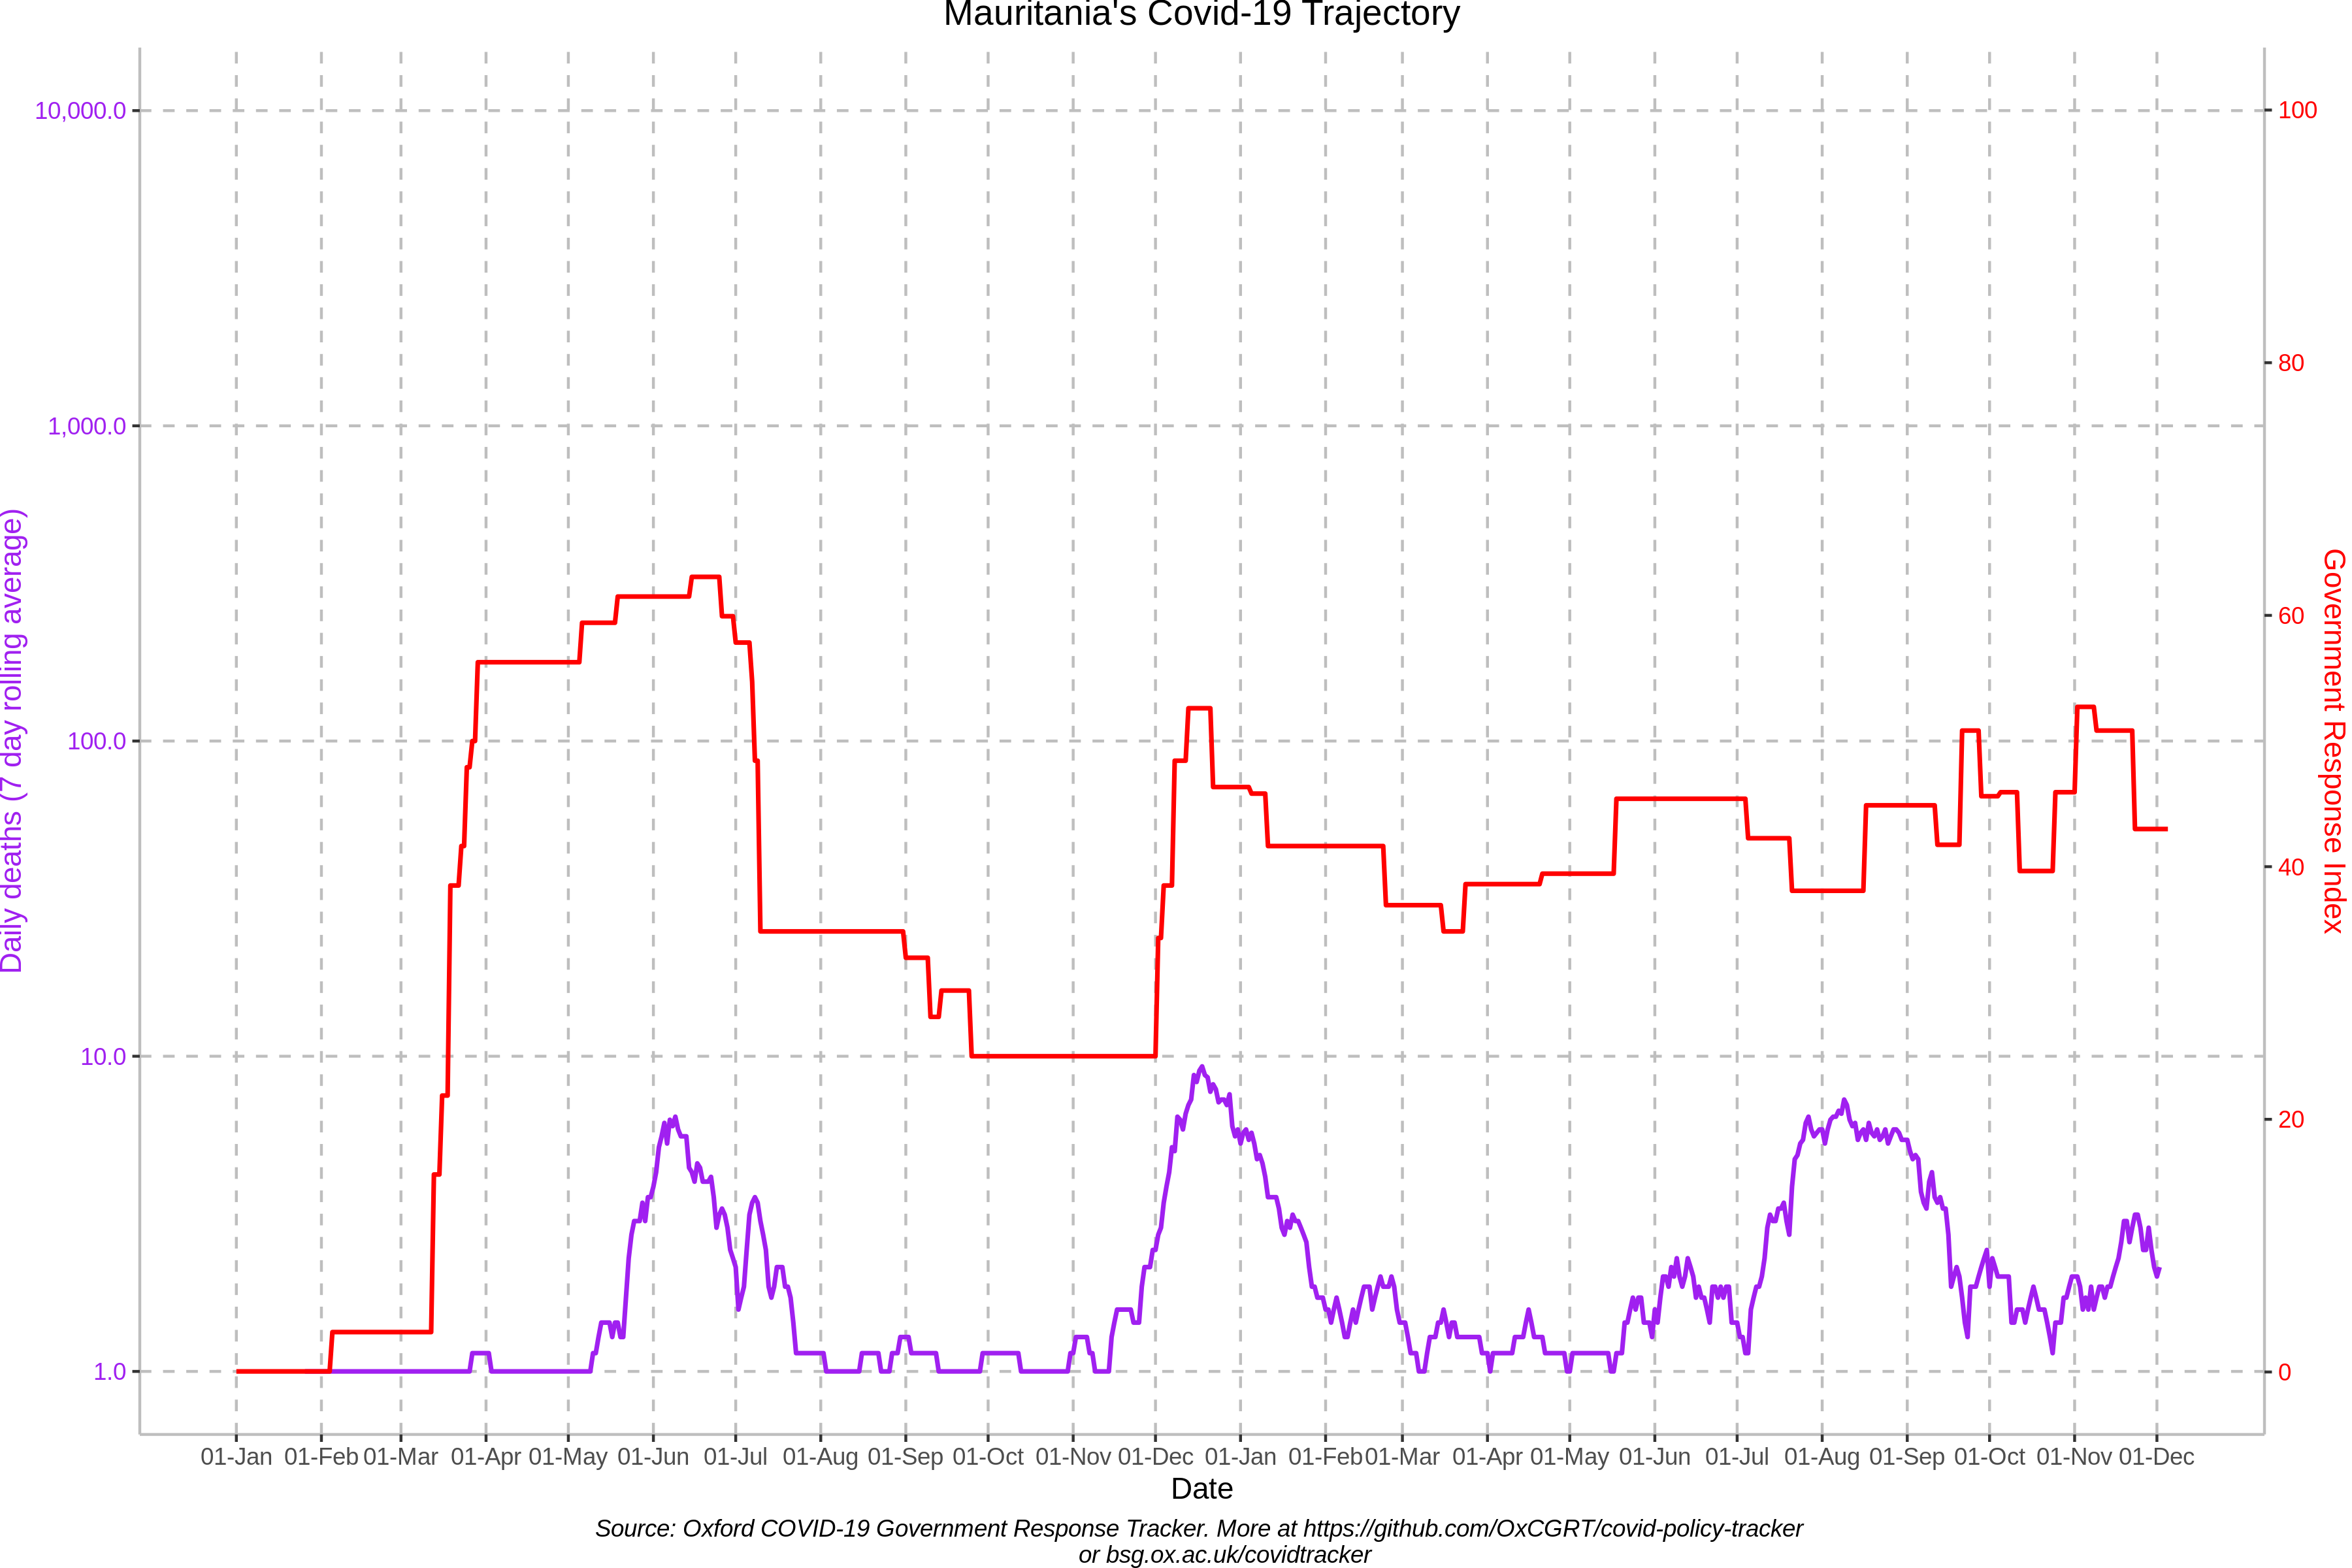 Mauritania's Covid-19 Trajectory
10,000.0
1,000.0
100.0
10.0
1.0
Daily deaths (7 day rolling average)
100
80
60
40
20
0
Government Response Index
01-Jan 01-Feb 01-Mar 01-Apr 01-May 01-Jun 01-Jul 01-Aug 01-Sep 01-Oct 01-Nov 01-Dec 01-Jan 01-Feb 01-Mar 01-Apr 01-May 01-Jun 01-Jul 01-Aug 01-Sep 01-Oct 01-Nov 01-Dec
Date
Source: Oxford COVID-19 Government Response Tracker. More at https://github.com/OxCGRT/covid-policy-tracker
or bsg.ox.ac.uk/covidtracker